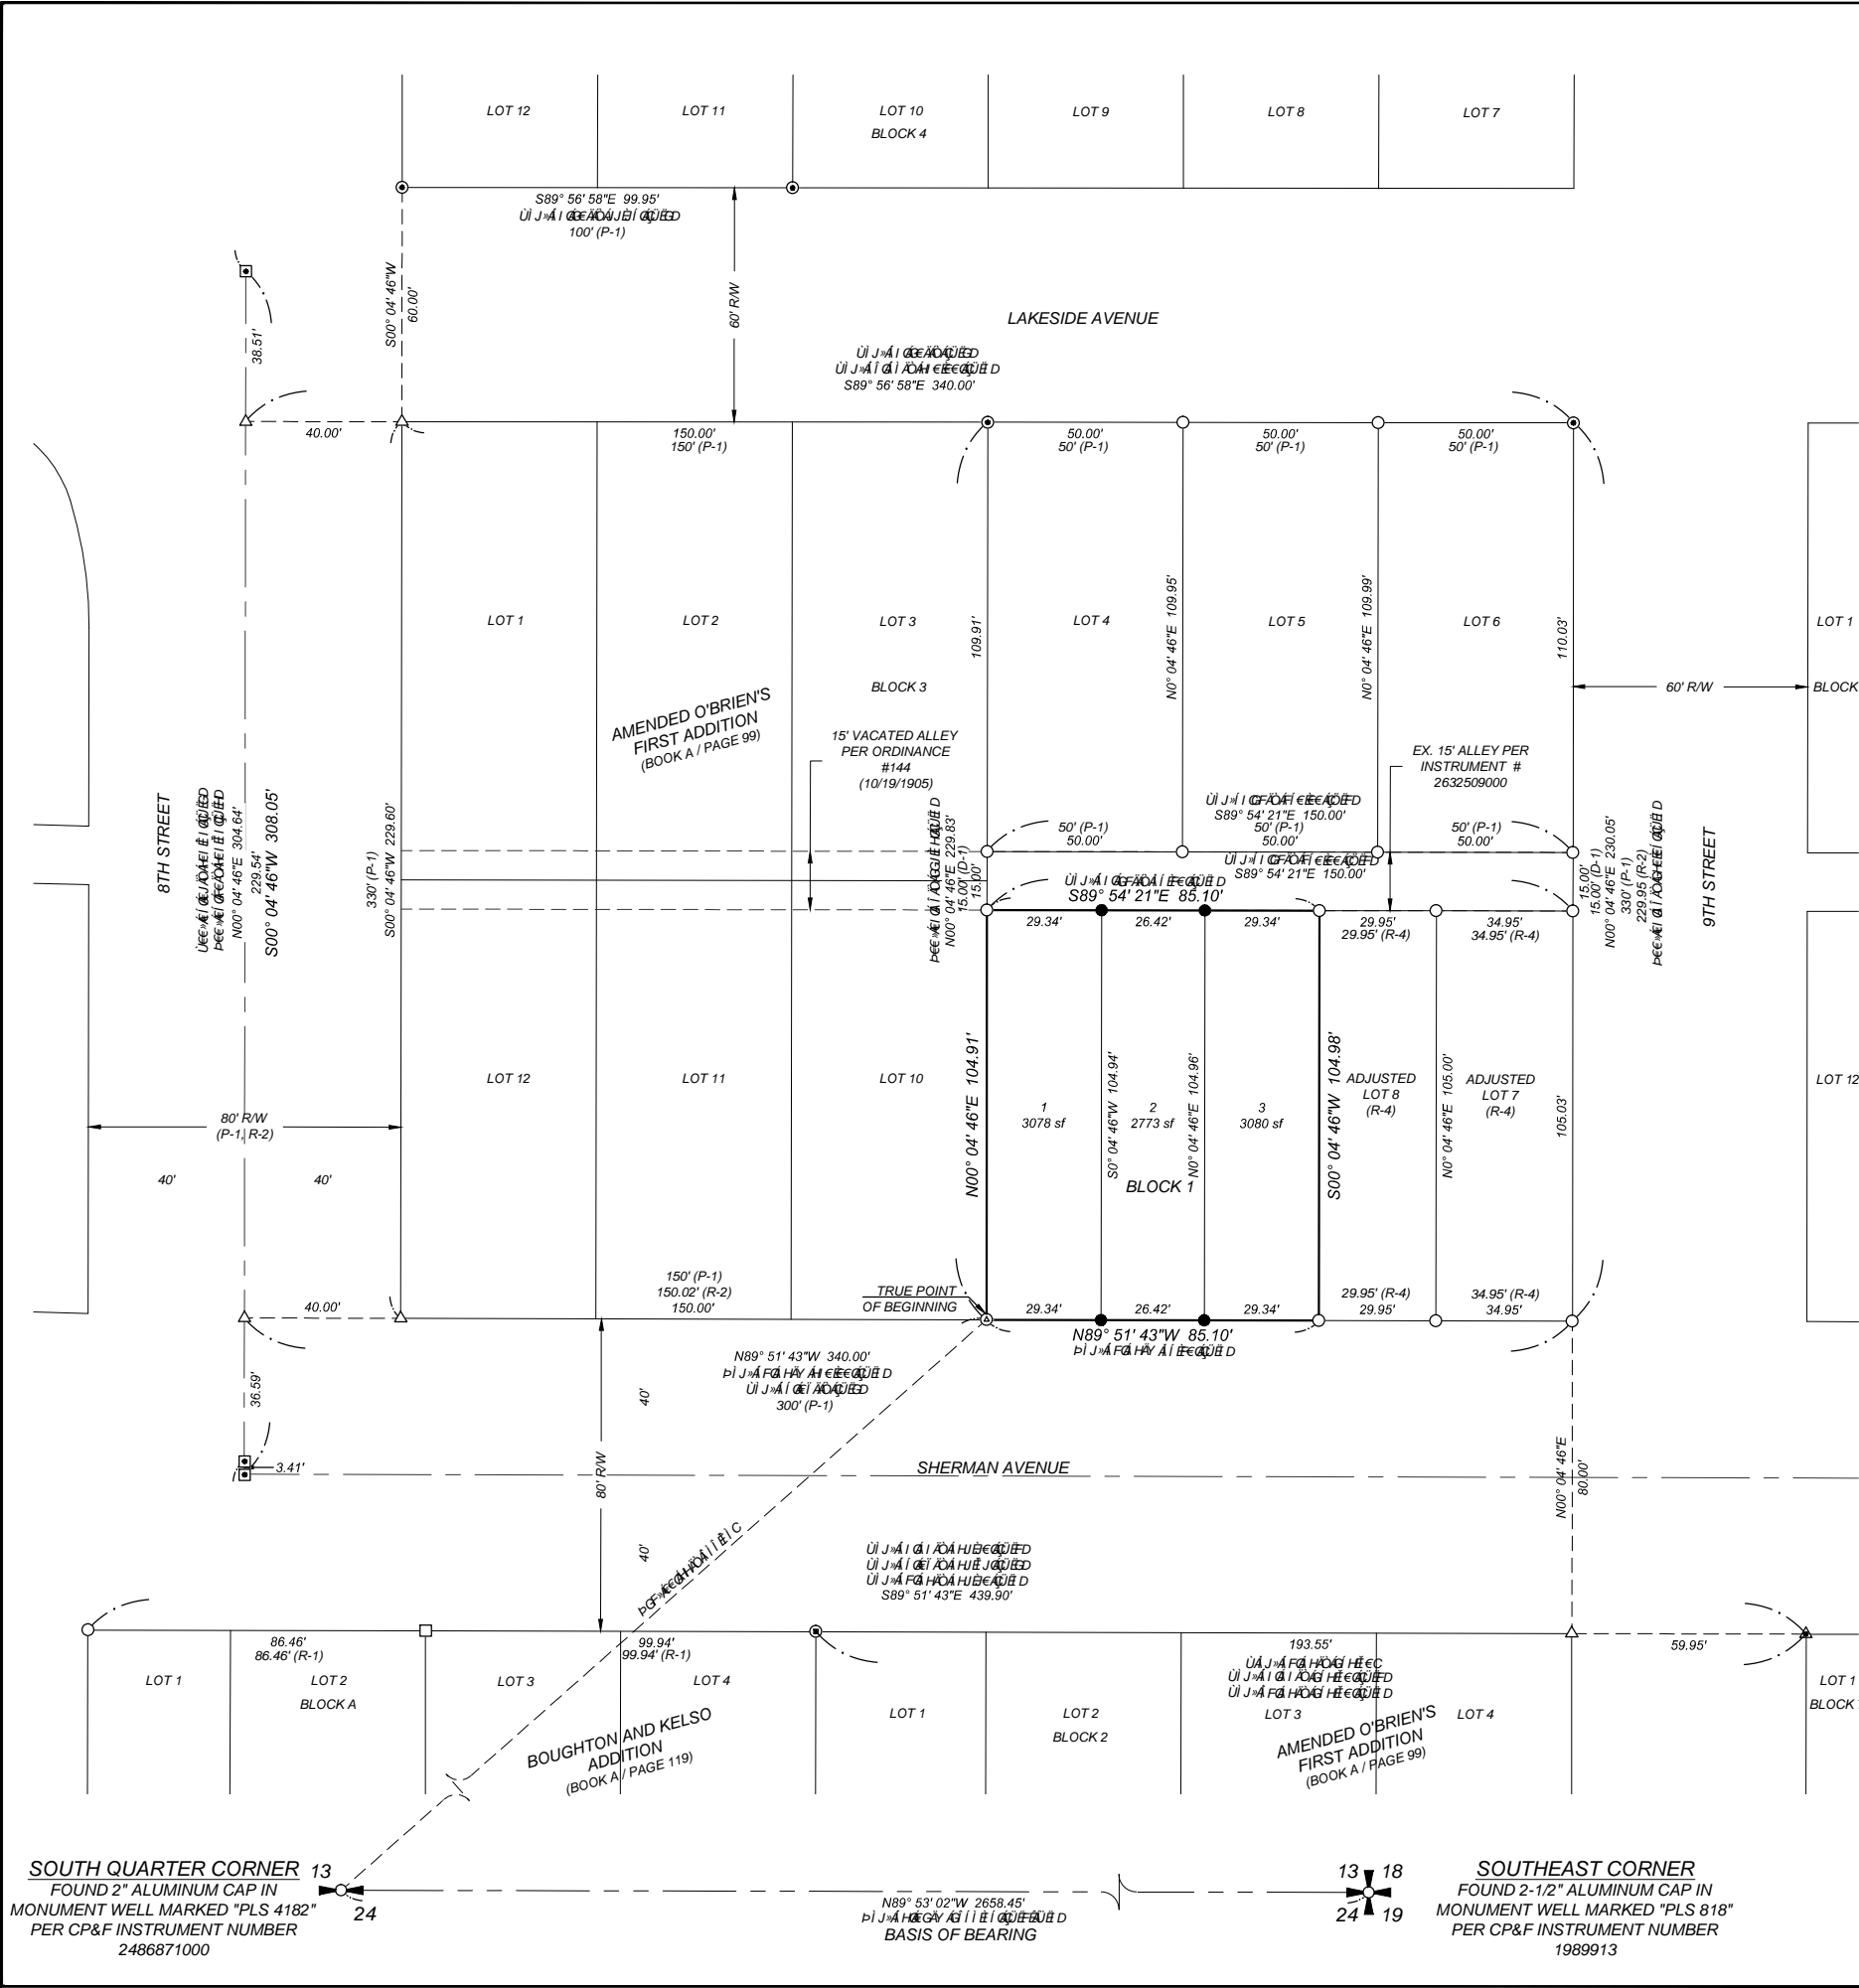 LOT 12
LOT 11
LOT 10
BLOCK 4
LOT 9
LOT 8
LOT 7
S89° 56' 58"E 99.95'
100' (P-1)
38.51'
S00° 04' 46"W
60.00'
60' R/W
LAKESIDE AVENUE
S89° 56' 58"E 340.00'
40.00'
150.00'
150' (P-1)
50.00'
50' (P-1)
50.00'
50' (P-1)
50.00'
50' (P-1)
LOT 1
LOT 2
LOT 3
BLOCK 3
109.91'
LOT 4
N0° 04' 46"E 109.95'
LOT 5
N0° 04' 46"E 109.99'
LOT 6
110.03'
60' R/W
LOT 1
BLOCK
AMENDED O'BRIEN'S
FIRST ADDITION
(BOOK A / PAGE 99)
15' VACATED ALLEY
PER ORDINANCE
#144
(10/19/1905)
EX. 15' ALLEY PER
INSTRUMENT #
2632509000
8TH STREET
N00° 04' 46"E 304.64'
229.54'
S00° 04' 46"W 308.05'
330' (P-1)
S00° 04' 46"W 229.60'
N00° 04' 46"E 229.83'
15.00' (D-1)
15.00'
S89° 54' 21"E 150.00'
50' (P-1)
50.00'
50' (P-1)
50.00'
50' (P-1)
50.00'
S89° 54' 21"E 150.00'
S89° 54' 21"E 85.10'
29.34'
26.42'
29.34'
29.95'
29.95' (R-4)
34.95'
34.95' (R-4)
15.00'
15.00' (D-1)
N00° 04' 46"E 230.05'
330' (P-1)
229.95 (R-2)
9TH STREET
LOT 12
LOT 11
LOT 10
N00° 04' 46"E 104.91'
1
3078 sf
S0° 04' 46"W 104.94'
2
2773 sf
N0° 04' 46"E 104.96'
3
3080 sf
BLOCK 1
S00° 04' 46"W 104.98'
ADJUSTED
LOT 8
(R-4)
N0° 04' 46"E 105.00'
ADJUSTED
LOT 7
(R-4)
105.03'
LOT 12
80' R/W
(P-1, R-2)
40'
40'
40.00'
150' (P-1)
150.02' (R-2)
150.00'
TRUE POINT
OF BEGINNING
29.34'
26.42'
29.34'
29.95' (R-4)
29.95'
34.95' (R-4)
34.95'
N89° 51' 43"W 85.10'
N89° 51' 43"W 340.00'
300' (P-1)
36.59'
3.41'
40'
80' R/W
40'
SHERMAN AVENUE
N00° 04' 46"E
80.00'
S89° 51' 43"E 439.90'
86.46'
86.46' (R-1)
99.94'
99.94' (R-1)
193.55'
59.95'
LOT 1
LOT 2
BLOCK A
LOT 3
LOT 4
LOT 1
LOT 2
BLOCK 2
LOT 3
LOT 4
LOT 1
BLOCK
BOUGHTON AND KELSO
ADDITION
(BOOK A / PAGE 119)
AMENDED O'BRIEN'S
FIRST ADDITION
(BOOK A / PAGE 99)
SOUTH QUARTER CORNER
FOUND 2" ALUMINUM CAP IN
MONUMENT WELL MARKED "PLS 4182"
PER CP&F INSTRUMENT NUMBER
2486871000
13
24
N89° 53' 02"W 2658.45'
BASIS OF BEARING
13 18
24 19
SOUTHEAST CORNER
FOUND 2-1/2" ALUMINUM CAP IN
MONUMENT WELL MARKED "PLS 818"
PER CP&F INSTRUMENT NUMBER
1989913